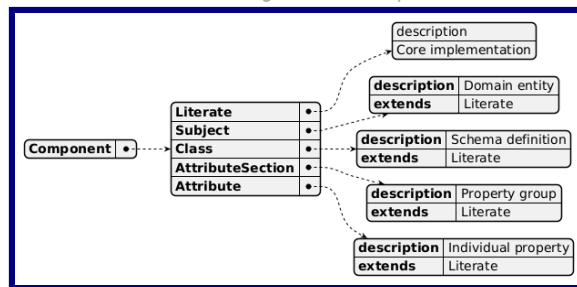 description
Core implementation
description Domain entity
extends Literate
Literate
Subject
Component
Class
AttributeSection
Attribute
description Schema definition
extends Literate
description Property group
extends Literate
description Individual property
extends Literate